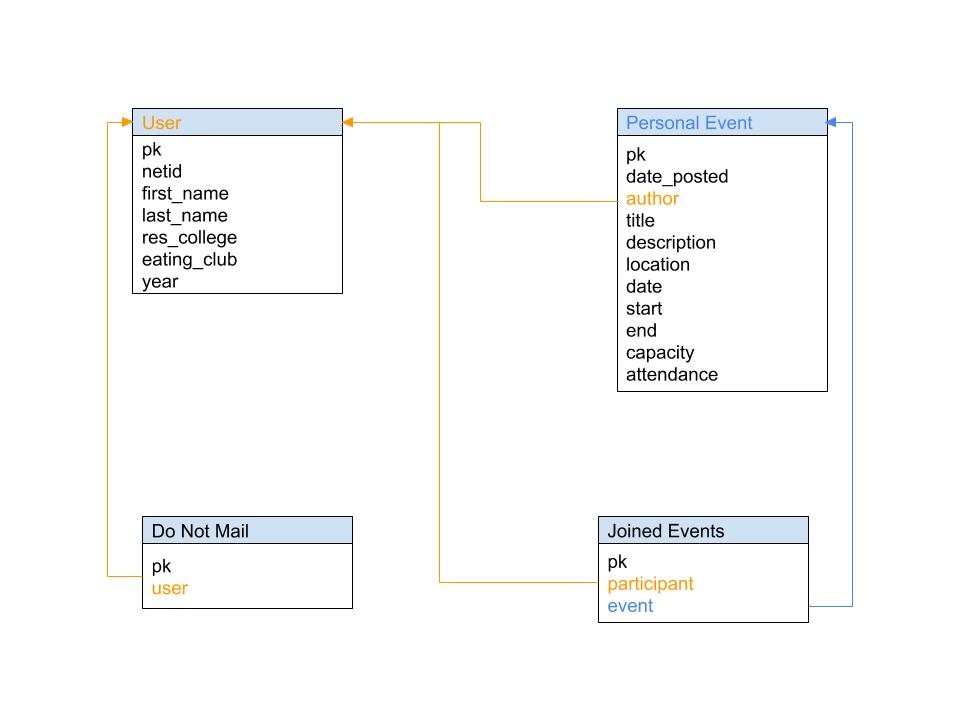 User
pk
netid
first_name
last_name
res_college
eating_club
year
Personal Event
pk
date_posted
author
title
description
location
date
start
end
capacity
attendance
Do Not Mail
pk
user
Joined Events
pk
participant
event